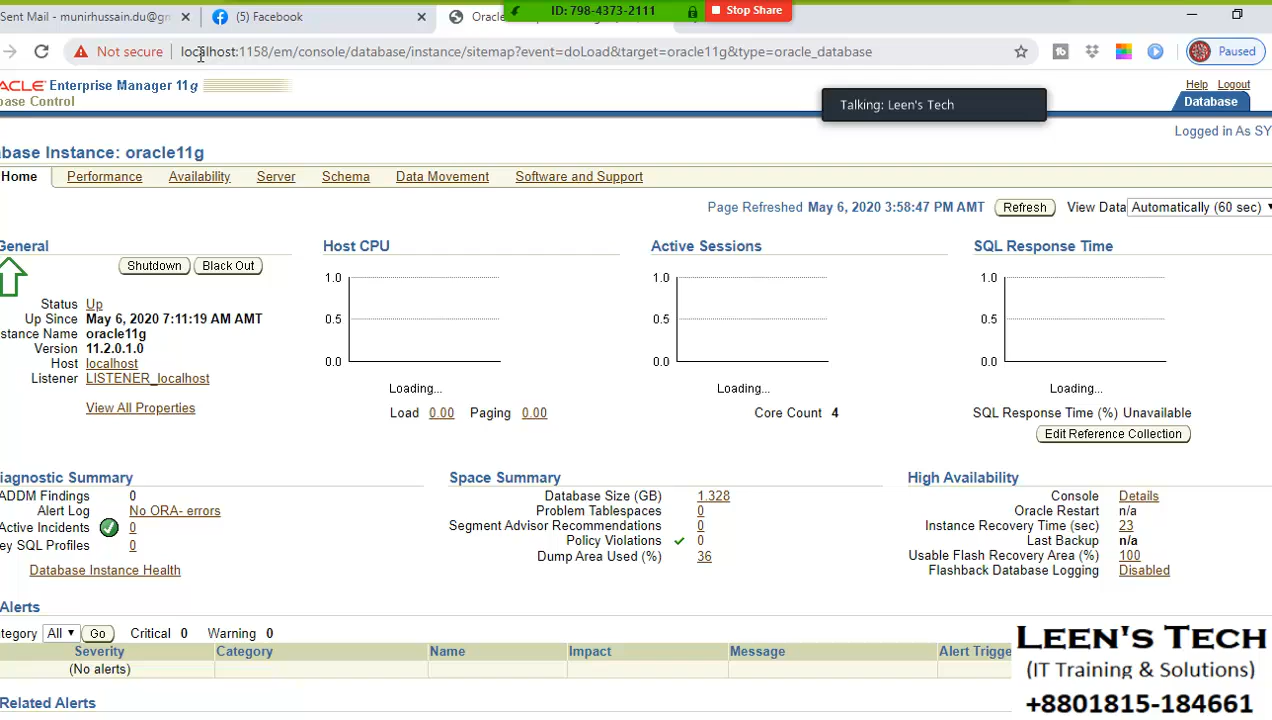 Sent Mail - munirhussain.du@gm
(5) Facebook
Oracle
ID: 798-4373-2111
Stop Share
Not secure
localhost:1158/em/console/database/instance/sitemap?event=doLoad&target=oracle11g&type=oracle_database
Paused
ACLE Enterprise Manager 11g
base Control
Help Logout
Talking: Leen's Tech
Database
Logged in As SY
base Instance: oracle11g
Home Performance Availability Server Schema Data Movement Software and Support
Page Refreshed May 6, 2020 3:58:47 PM AMT Refresh View Data Automatically (60 sec)
General
Shutdown Black Out
Status Up
Up Since May 6, 2020 7:11:19 AM AMT
stance Name oracle11g
Version 11.2.0.1.0
Host localhost
Listener LISTENER_localhost
View All Properties
Host CPU
1.0
0.5
0.0
Loading...
Load 0.00 Paging 0.00
Active Sessions
1.0
0.5
0.0
Loading...
Core Count 4
SQL Response Time
1.0
0.5
0.0
Loading...
SQL Response Time (%) Unavailable
Edit Reference Collection
iagnostic Summary
ADDM Findings 0
Alert Log No ORA- errors
Active Incidents 0
ey SQL Profiles 0
Database Instance Health
Space Summary
Database Size (GB) 1.328
Problem Tablespaces 0
Segment Advisor Recommendations 0
Policy Violations 0
Dump Area Used (%) 36
High Availability
Console Details
Oracle Restart n/a
Instance Recovery Time (sec) 23
Last Backup n/a
Usable Flash Recovery Area (%) 100
Flashback Database Logging Disabled
Alerts
tegory All Go Critical 0 Warning 0
Severity Category Name Impact Message Alert Trigge
(No alerts)
Related Alerts
LEEN'S TECH
(IT Training & Solutions)
+8801815-184661